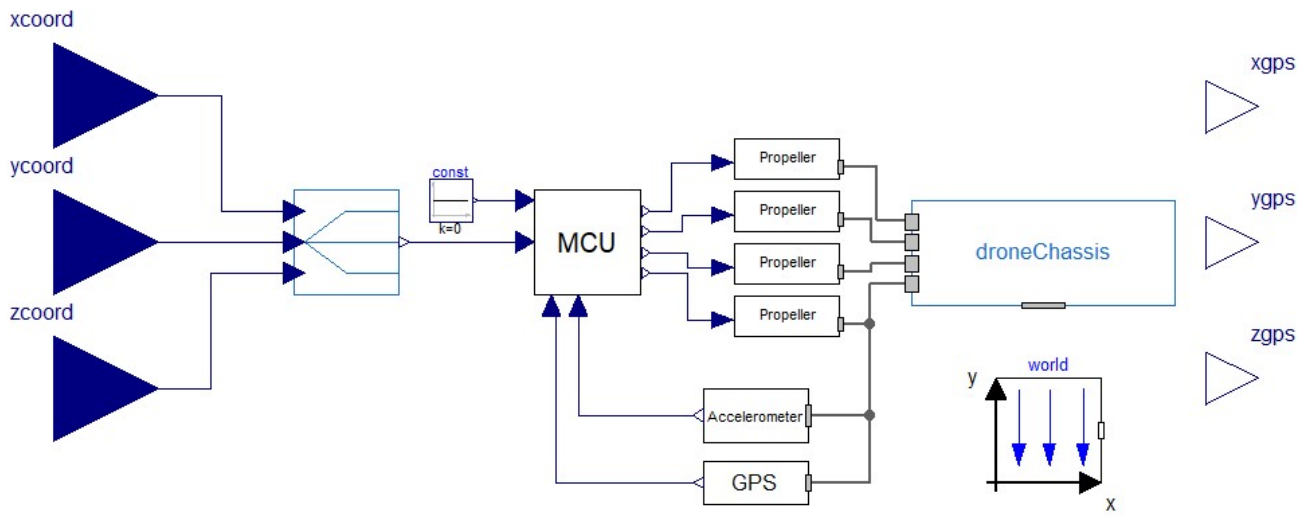 xcoord
xgps
ycoord
const
k=0
MCU
Propeller
Propeller
Propeller
Propeller
droneChassis
ygps
zcoord
zgps
world
y
x
Accelerometer
GPS